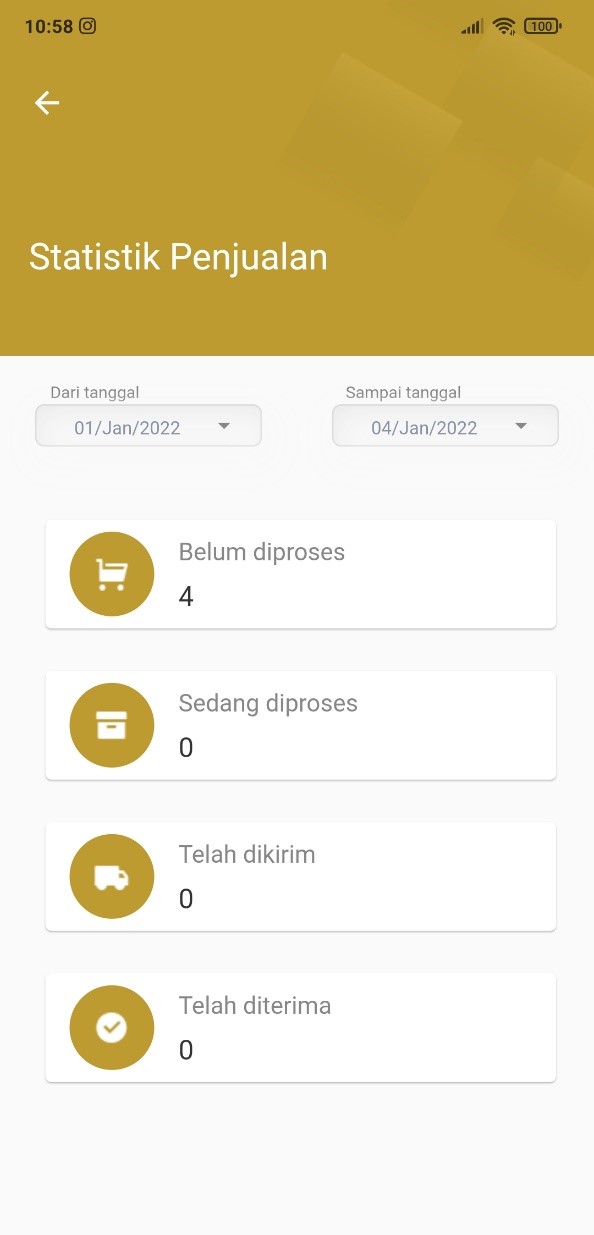 10:58
100
Statistik Penjualan
Dari tanggal
Sampai tanggal
01/Jan/2022
04/Jan/2022
Belum diproses
4
Sedang diproses
0
Telah dikirim
0
Telah diterima
0